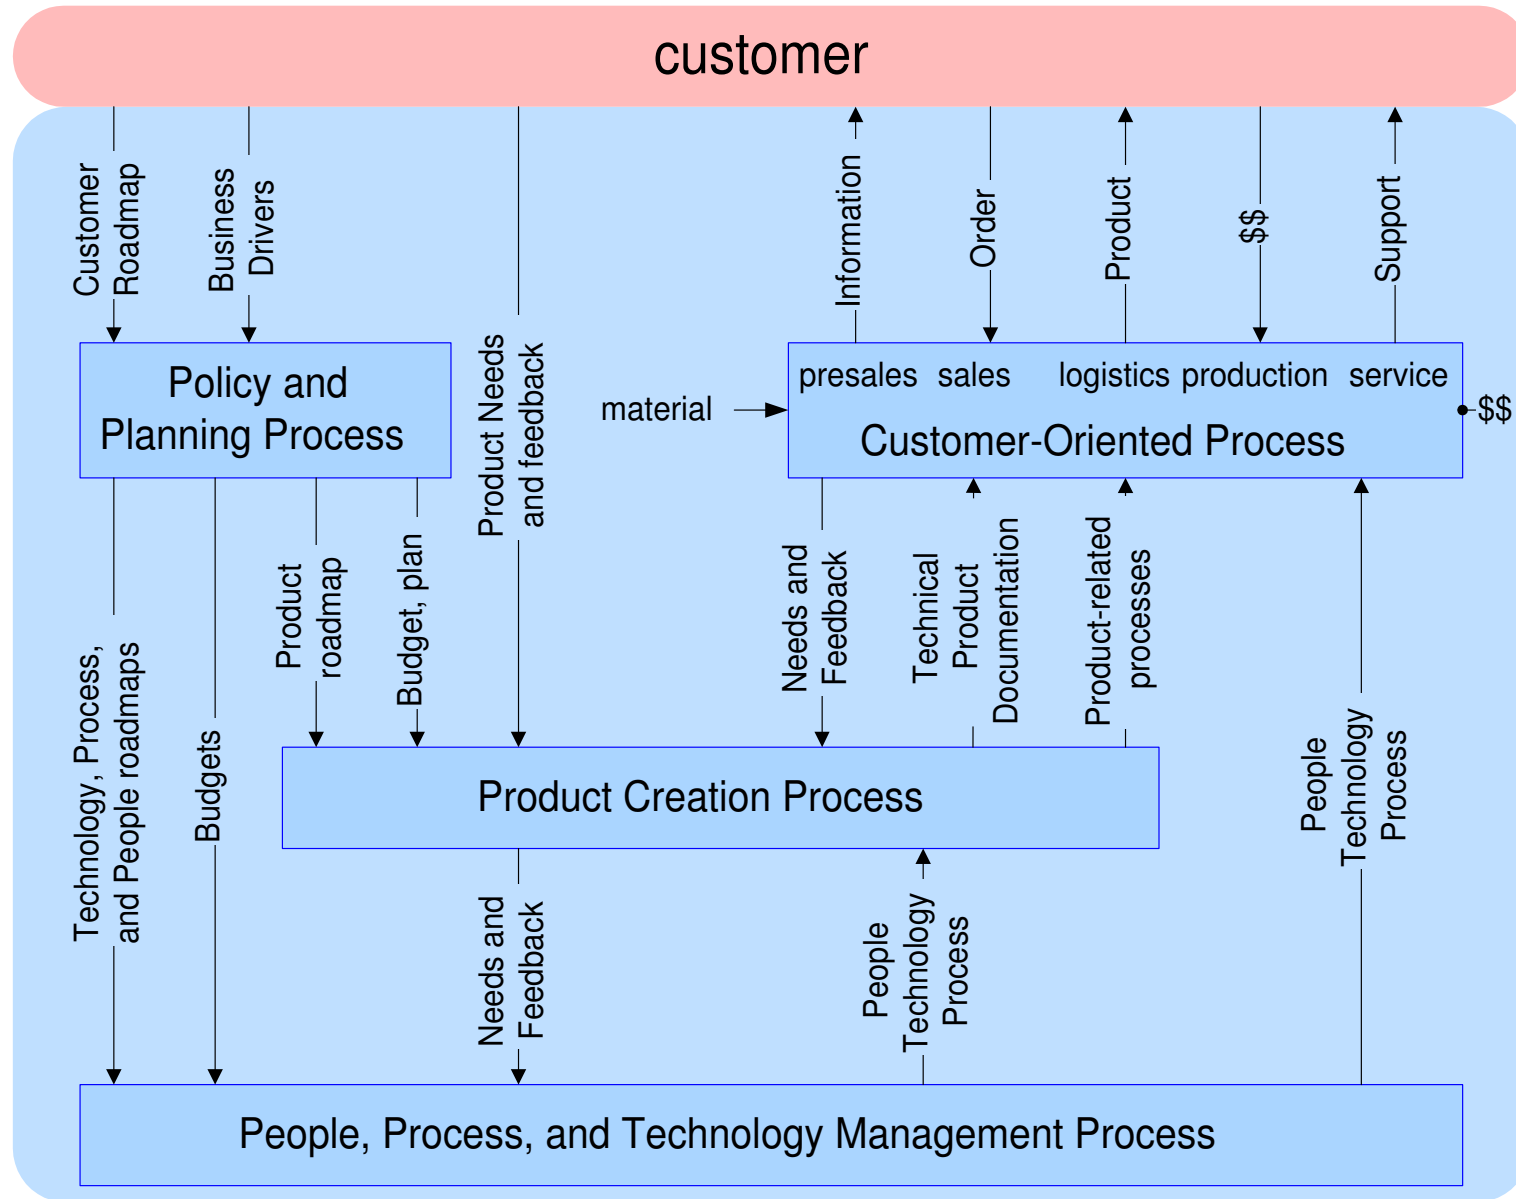 customer
Customer
Roadmap
Business
Drivers
Product Needs
and feedback
Information
Order
Product
$$
Support
Policy and
Planning Process
material
presales sales logistics production service
Customer-Oriented Process
$$
Technology, Process,
and People roadmaps
Budgets
Product
roadmap
Budget, plan
Needs and
Feedback
Technical
Product
Documentation
Product-related
processes
People
Technology
Process
Product Creation Process
Needs and
Feedback
People
Technology
Process
People, Process, and Technology Management Process